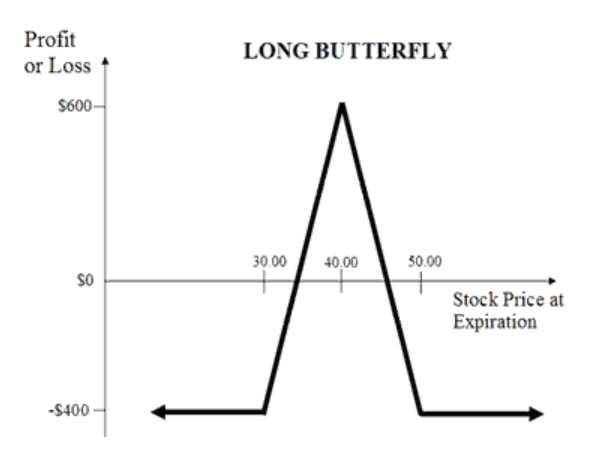 Profit
or Loss
LONG BUTTERFLY
$600
30.00
40.00
50.00
$0
Stock Price at
Expiration
-$400